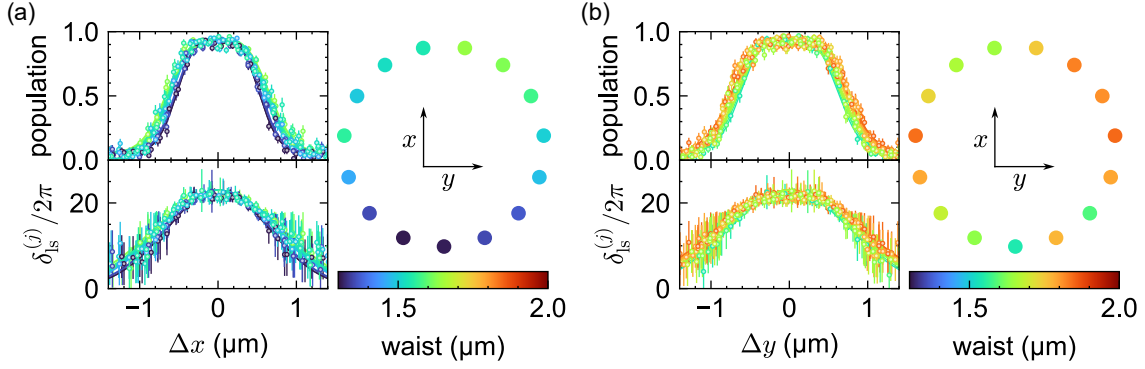 (a)
population
1.0
0.5
0.0
δ_ls^(j)/2π
20
0
−1
0
1
Δx (μm)
x
y
1.5
2.0
waist (μm)
(b)
population
1.0
0.5
0.0
δ_ls^(j)/2π
20
0
−1
0
1
Δy (μm)
x
y
1.5
2.0
waist (μm)